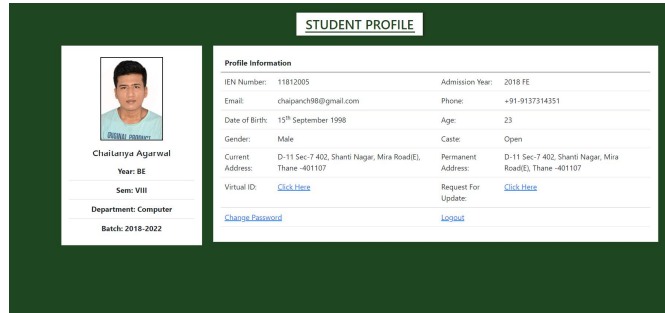 STUDENT PROFILE
ORIGINAL PRODUCT
Chaitanya Agarwal
Year: BE
Sem: VIII
Department: Computer
Batch: 2018-2022
Profile Information
IEN Number: 11812005 Admission Year: 2018 FE
Email: chaipanch98@gmail.com Phone: +91-9137314351
Date of Birth: 15th September 1998 Age: 23
Gender: Male Caste: Open
Current D-11 Sec-7 402, Shanti Nagar, Mira Road(E), Permanent D-11 Sec-7 402, Shanti Nagar, Mira
Address: Thane -401107 Address: Road(E), Thane -401107
Virtual ID: Click Here Request For Click Here
Update:
Change Password Logout